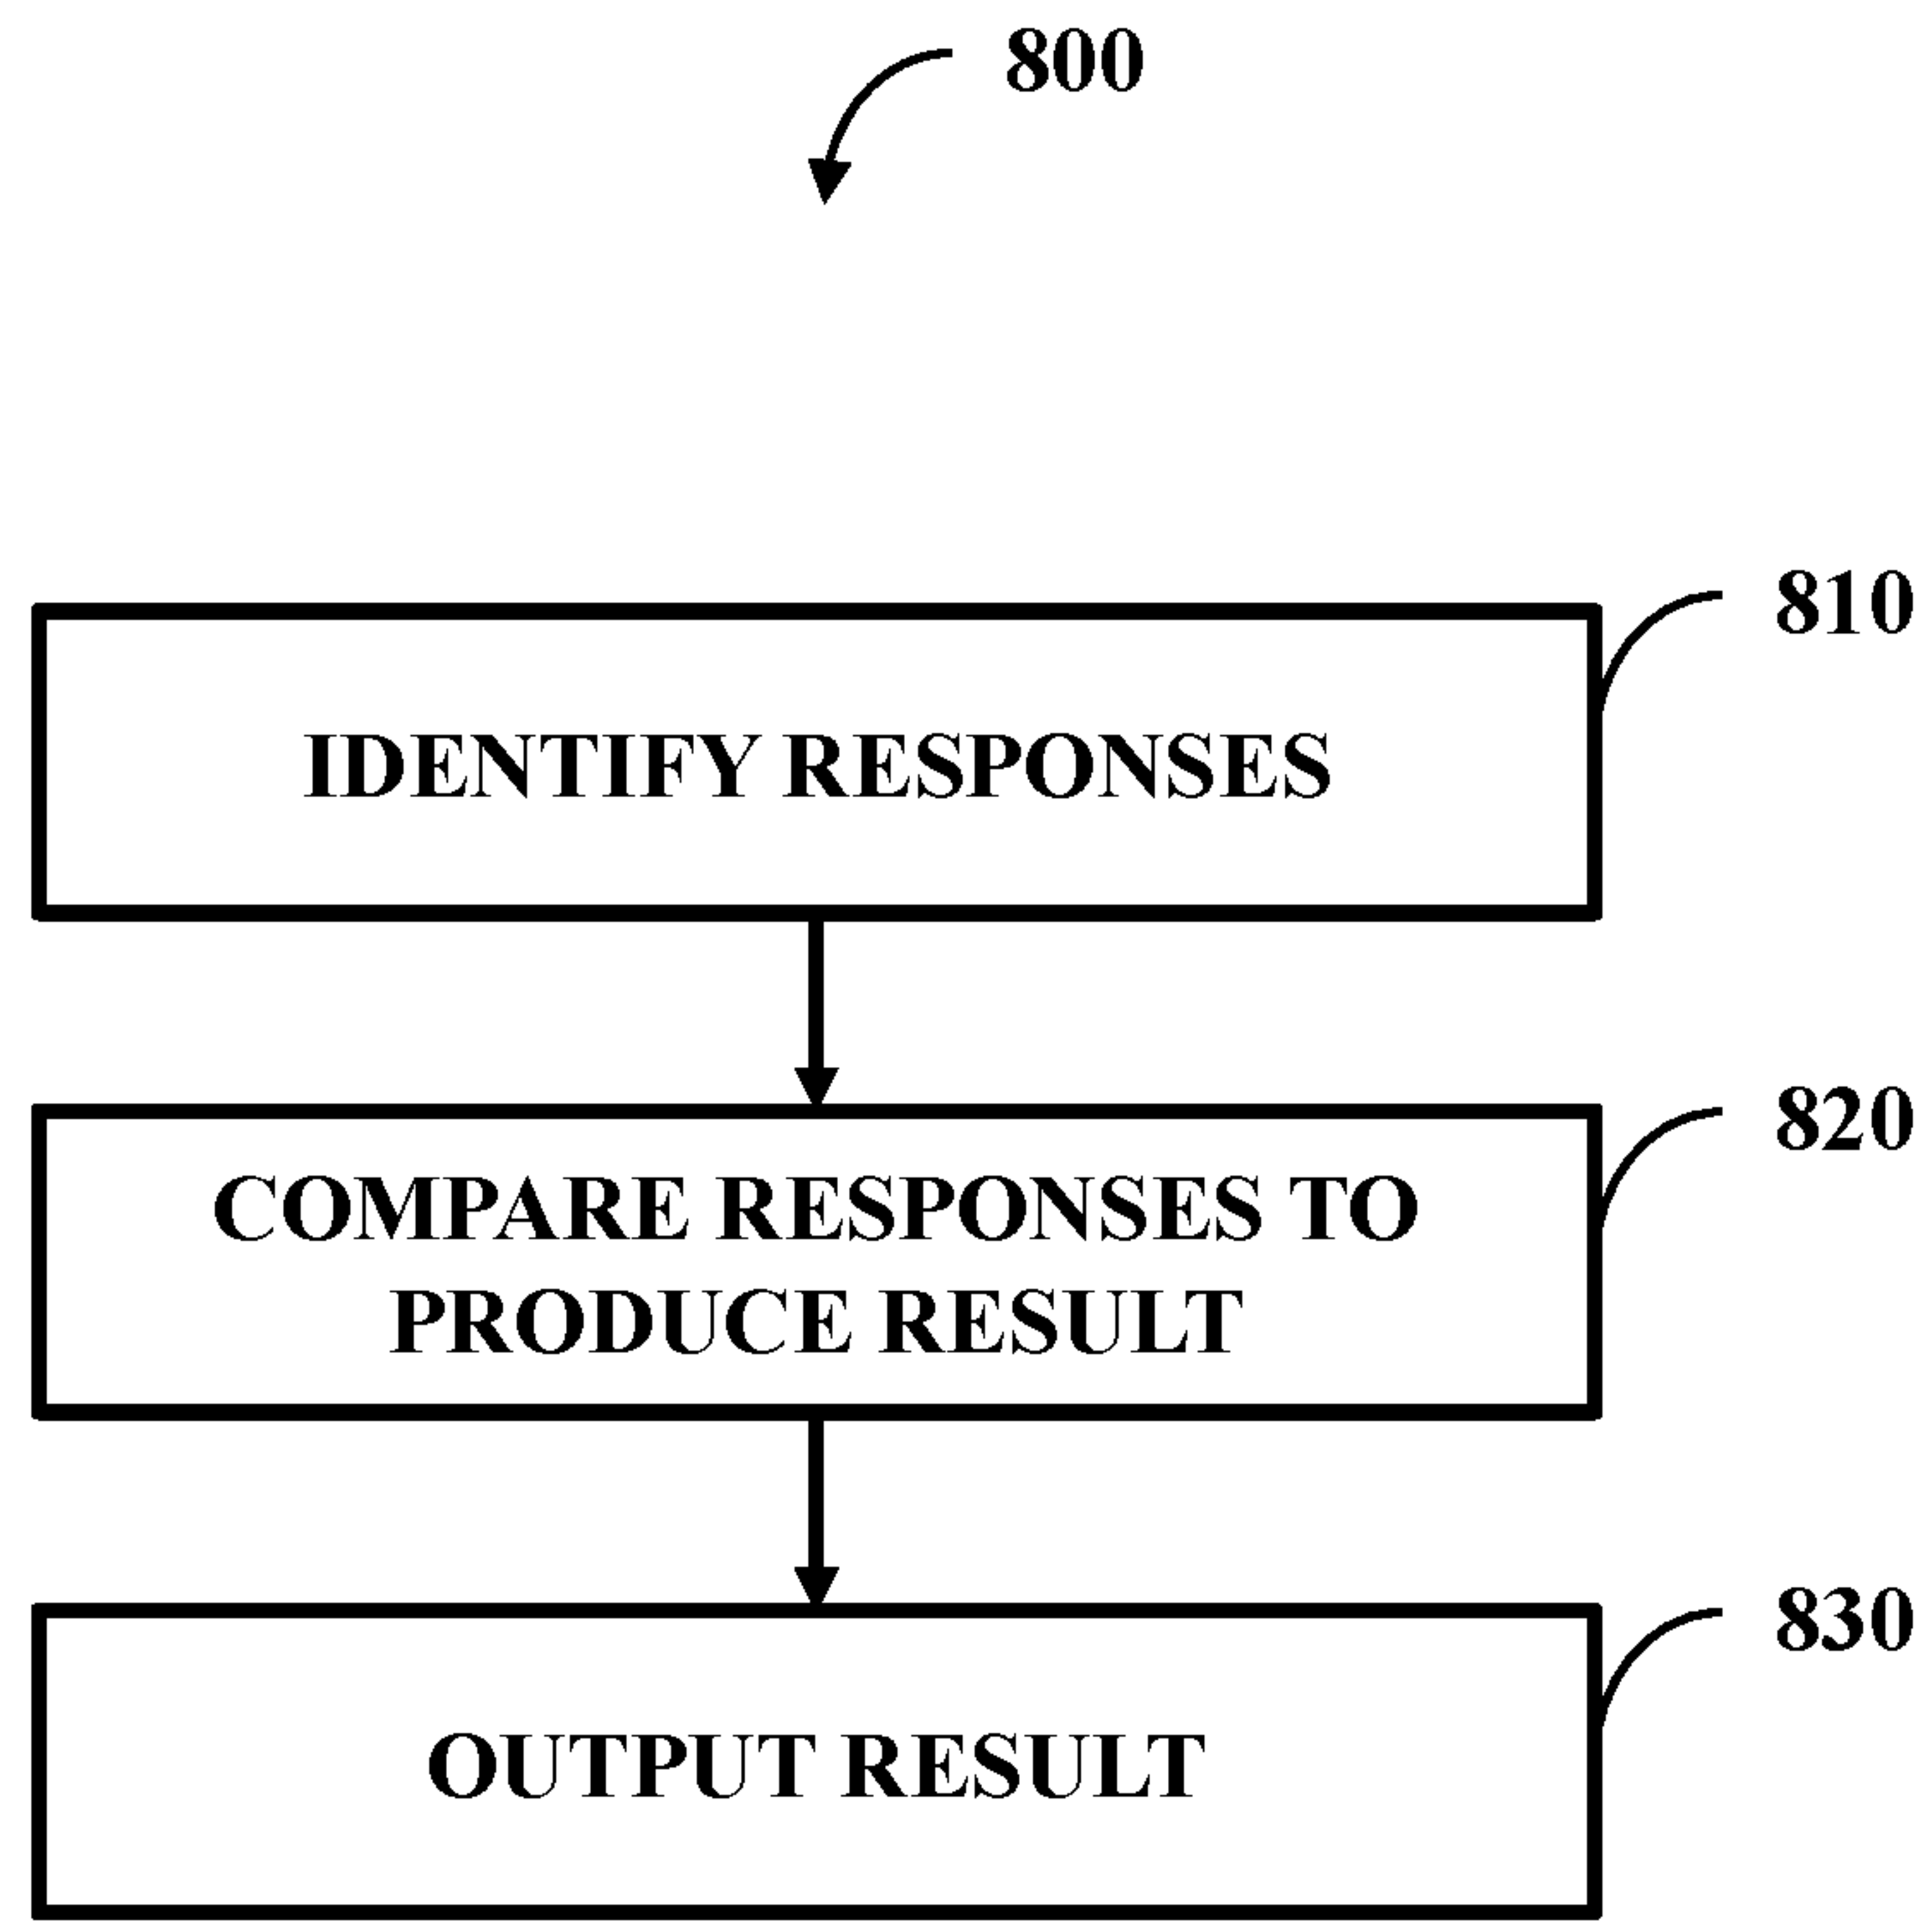 800
810
IDENTIFY RESPONSES
820
COMPARE RESPONSES TO
PRODUCE RESULT
830
OUTPUT RESULT